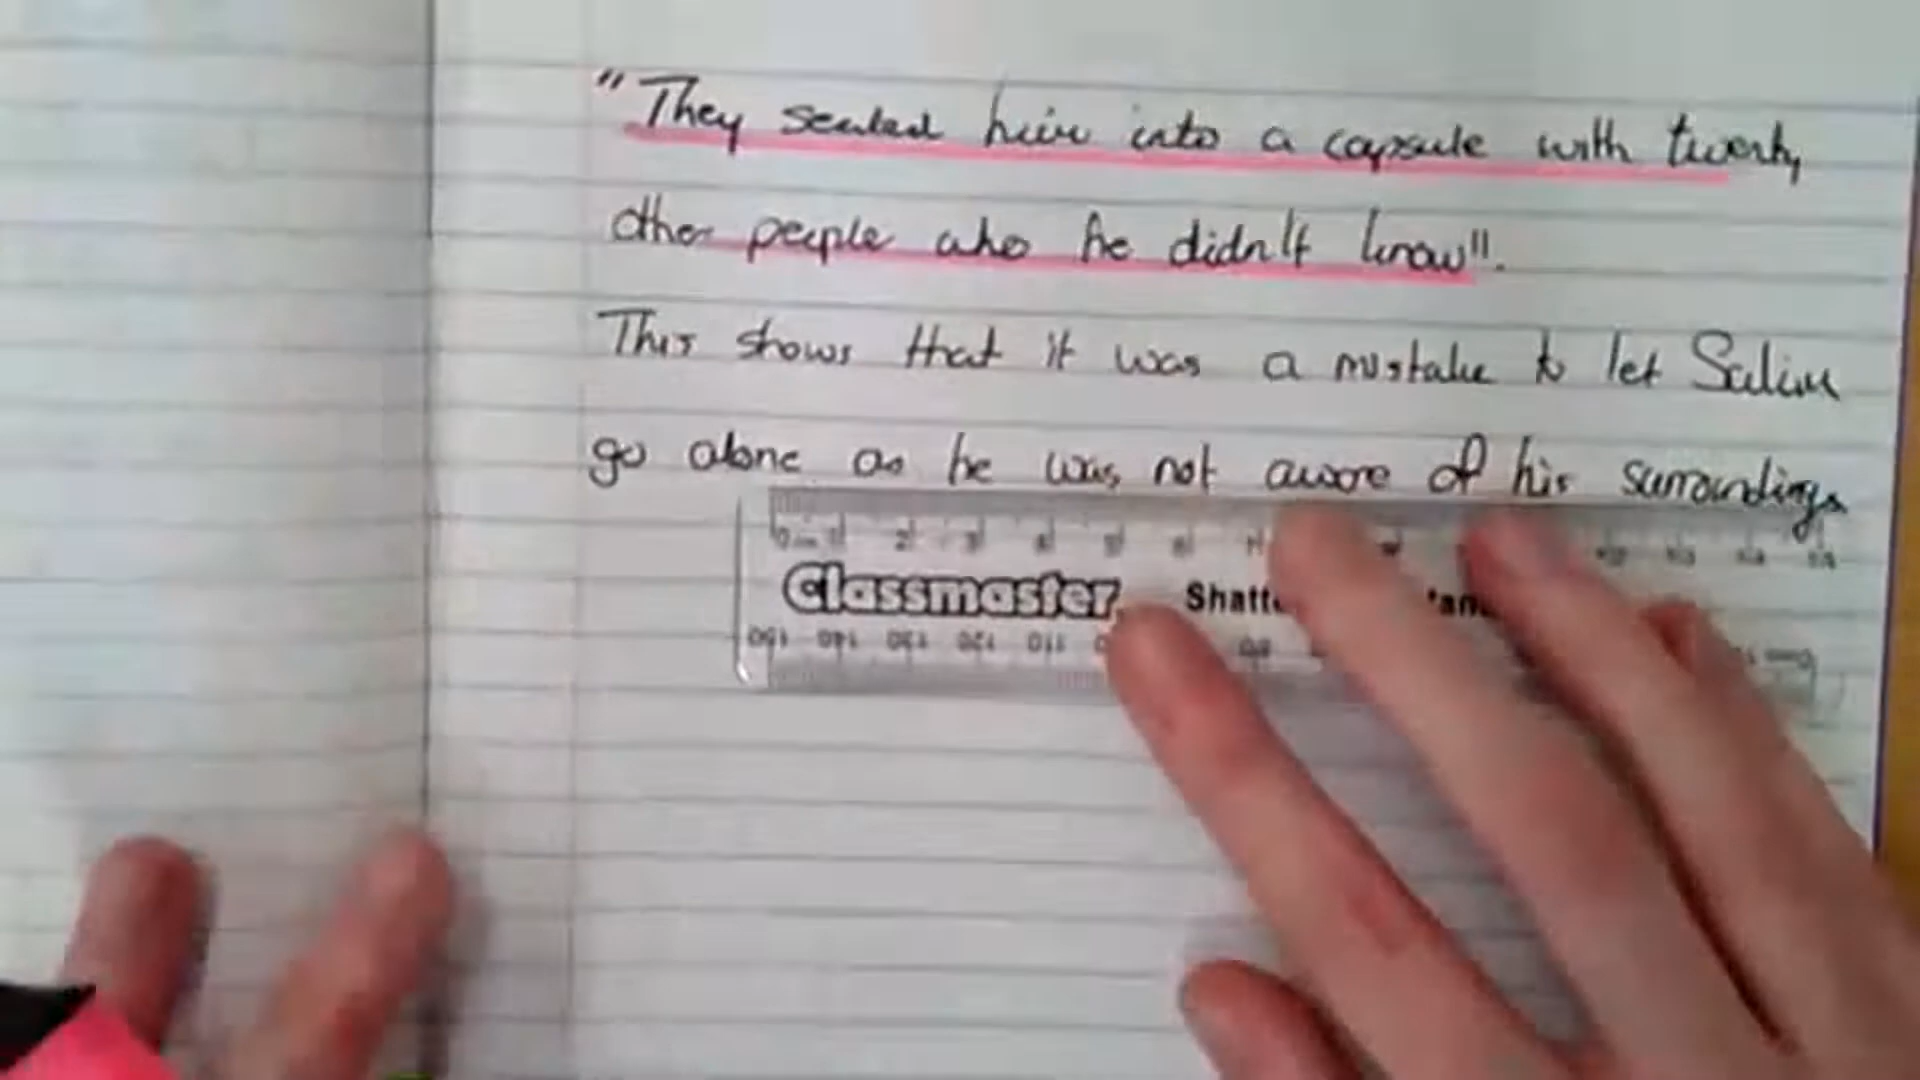 "They sealed him into a capsule with twenty
other people who he didn't know".
This shows that it was a mistake to let Salim
go alone as he was not aware of his surroundings
Classmaster